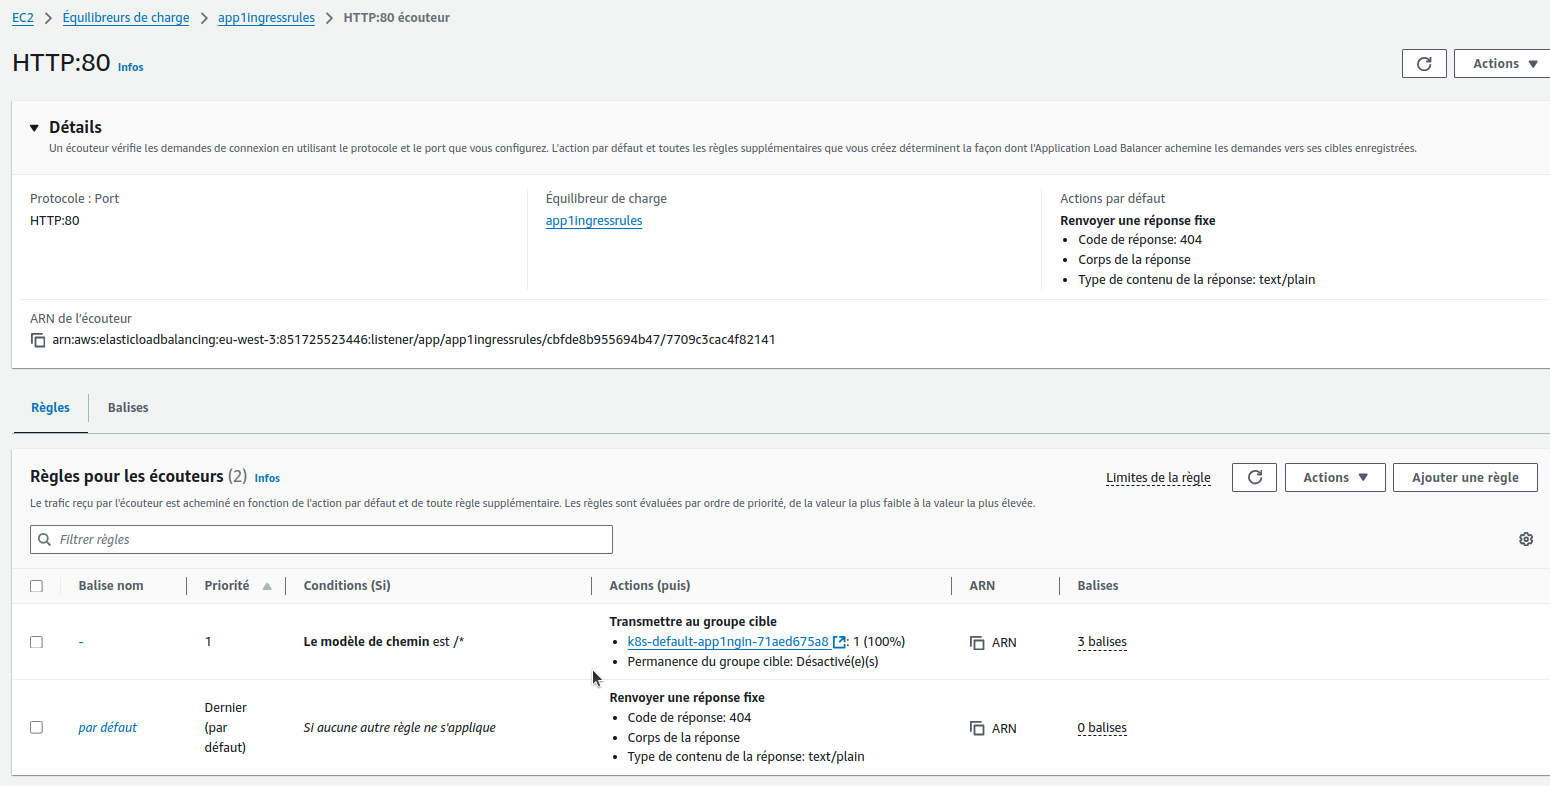 EC2 > Équilibreurs de charge > app1ingressrules > HTTP:80 écouteur
HTTP:80 Infos
Actions
Détails
Un écouteur vérifie les demandes de connexion en utilisant le protocole et le port que vous configurez. L'action par défaut et toutes les règles supplémentaires que vous créez déterminent la façon dont l'Application Load Balancer achemine les demandes vers ses cibles enregistrées.
Protocole : Port
HTTP:80
Équilibreur de charge
app1ingressrules
Actions par défaut
Renvoyer une réponse fixe
• Code de réponse: 404
• Corps de la réponse
• Type de contenu de la réponse: text/plain
ARN de l'écouteur
arn:aws:elasticloadbalancing:eu-west-3:851725523446:listener/app/app1ingressrules/cbfde8b955694b47/7709c3cac4f82141
Règles
Balises
Règles pour les écouteurs (2) Infos
Limites de la règle
Actions
Ajouter une règle
Le trafic reçu par l'écouteur est acheminé en fonction de l'action par défaut et de toute règle supplémentaire. Les règles sont évaluées par ordre de priorité, de la valeur la plus faible à la valeur la plus élevée.
Filtrer règles
Balise nom
Priorité
Conditions (Si)
Actions (puis)
ARN
Balises
-
1
Le modèle de chemin est /*
Transmettre au groupe cible
• k8s-default-app1ngin-71aed675a8 : 1 (100%)
• Permanence du groupe cible: Désactivé(e)(s)
ARN
3 balises
par défaut
Dernier
(par
défaut)
Si aucune autre règle ne s'applique
Renvoyer une réponse fixe
• Code de réponse: 404
• Corps de la réponse
• Type de contenu de la réponse: text/plain
ARN
0 balises